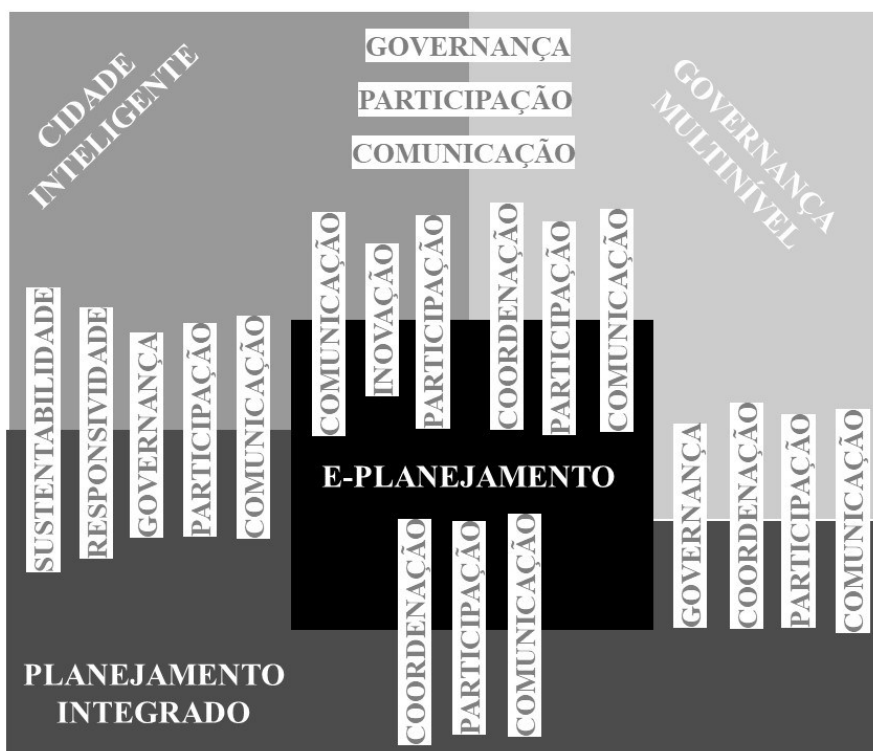 CIDADE
INTELIGENTE
GOVERNANÇA
PARTICIPAÇÃO
COMUNICAÇÃO
GOVERNANÇA
MULTINÍVEL
SUSTENTABILIDADE
RESPONSIVIDADE
GOVERNANÇA
PARTICIPAÇÃO
COMUNICAÇÃO
COMUNICAÇÃO
INOVAÇÃO
PARTICIPAÇÃO
COORDENAÇÃO
PARTICIPAÇÃO
COMUNICAÇÃO
E-PLANEJAMENTO
GOVERNANÇA
COORDENAÇÃO
PARTICIPAÇÃO
COMUNICAÇÃO
COORDENAÇÃO
PARTICIPAÇÃO
COMUNICAÇÃO
PLANEJAMENTO
INTEGRADO